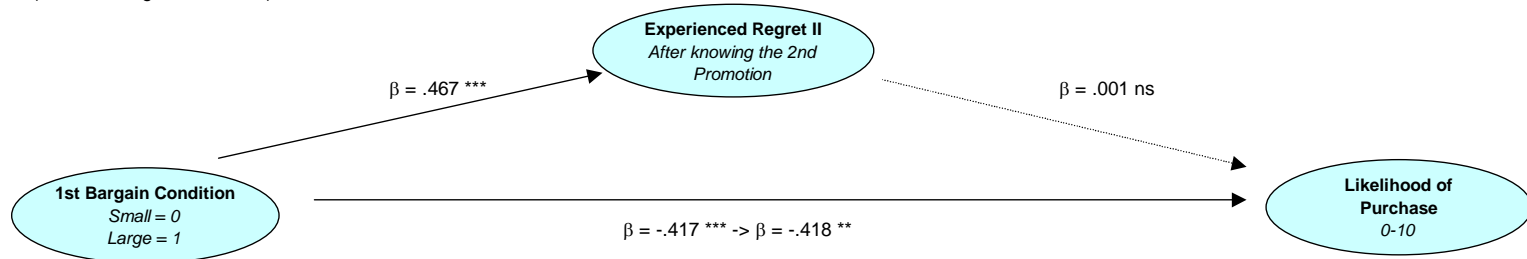 Experienced Regret II
After knowing the 2nd
Promotion
β = .467 ***
β = .001 ns
1st Bargain Condition
Small = 0
Large = 1
Likelihood of
Purchase
0-10
β = -.417 *** -> β = -.418 **